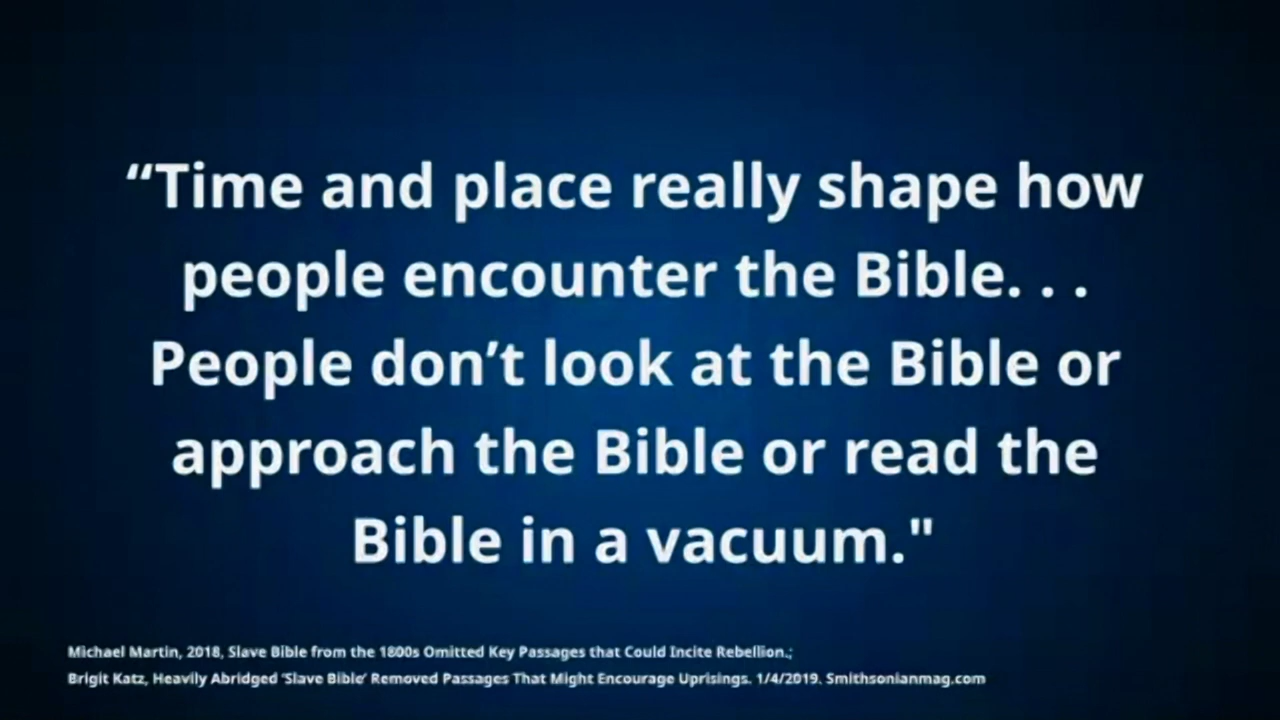 “Time and place really shape how
people encounter the Bible. . .
People don’t look at the Bible or
approach the Bible or read the
Bible in a vacuum."
Michael Martin, 2018, Slave Bible from the 1800s Omitted Key Passages that Could Incite Rebellion.;
Brigit Katz, Heavily Abridged ‘Slave Bible’ Removed Passages That Might Encourage Uprisings. 1/4/2019. Smithsonianmag.com